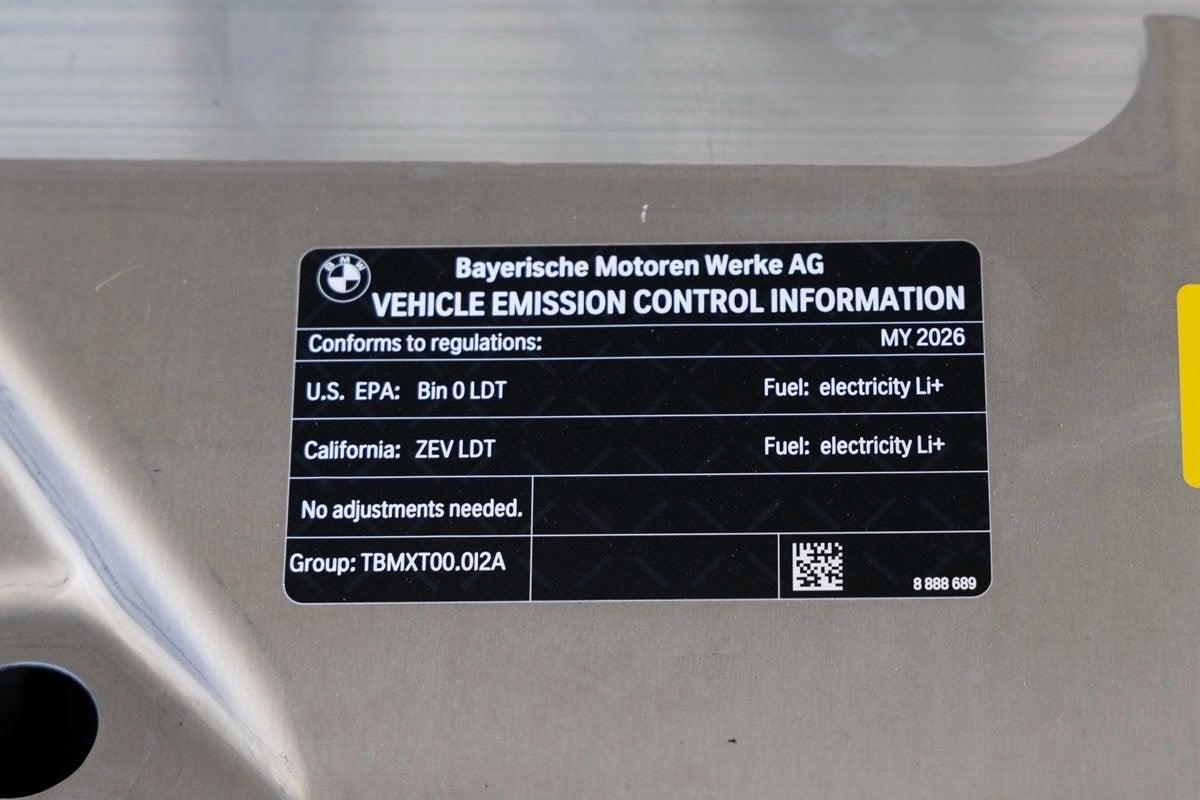 BMW
Bayerische Motoren Werke AG
VEHICLE EMISSION CONTROL INFORMATION
Conforms to regulations: MY 2026
U.S. EPA: Bin 0 LDT Fuel: electricity Li+
California: ZEV LDT Fuel: electricity Li+
No adjustments needed.
Group: TBMXT00.0I2A
8 888 689